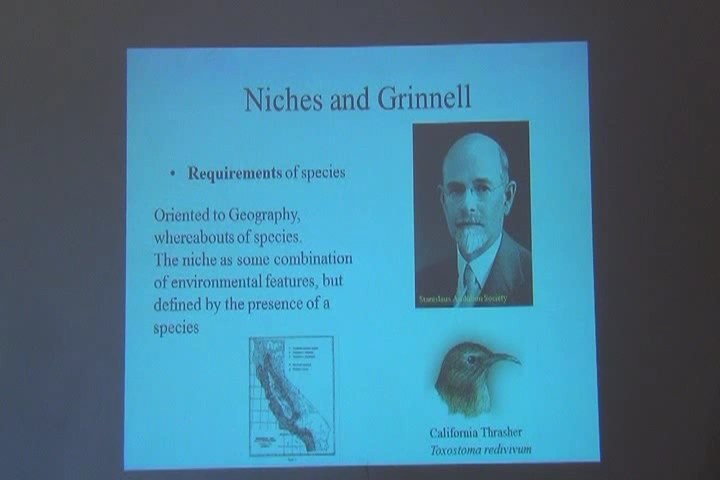 Niches and Grinnell
• Requirements of species
Oriented to Geography,
whereabouts of species.
The niche as some combination
of environmental features, but
defined by the presence of a
species
Stanislaus Audubon Society
California Thrasher
Toxostoma redivivum